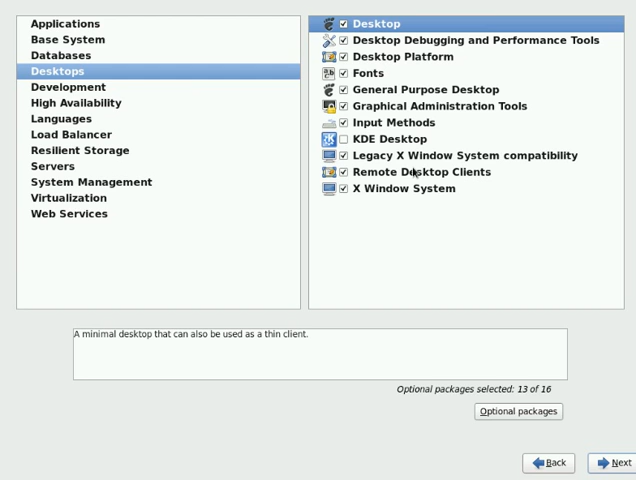 Applications
Base System
Databases
Desktops
Development
High Availability
Languages
Load Balancer
Resilient Storage
Servers
System Management
Virtualization
Web Services
Desktop
Desktop Debugging and Performance Tools
Desktop Platform
Fonts
General Purpose Desktop
Graphical Administration Tools
Input Methods
KDE Desktop
Legacy X Window System compatibility
Remote Desktop Clients
X Window System
A minimal desktop that can also be used as a thin client.
Optional packages selected: 13 of 16
Optional packages
Back
Next